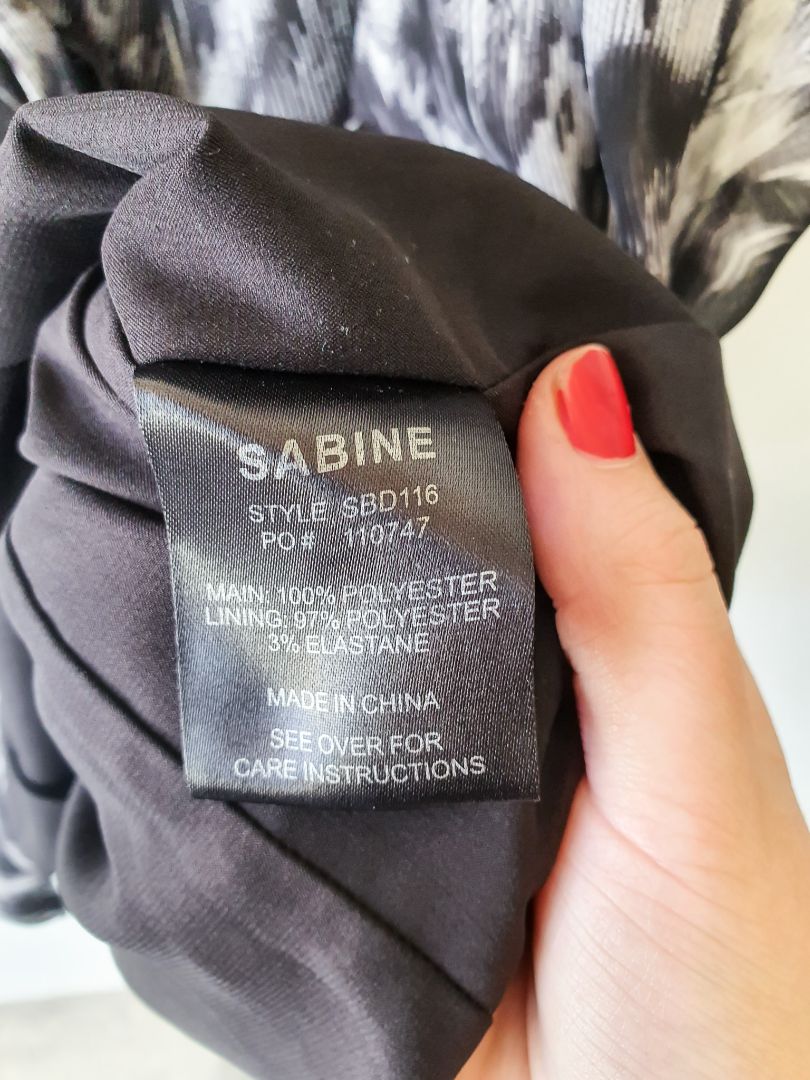 SABINE
STYLE SBD116
PO# 110747
MAIN: 100% POLYESTER
LINING: 97% POLYESTER
3% ELASTANE
MADE IN CHINA
SEE OVER FOR
CARE INSTRUCTIONS